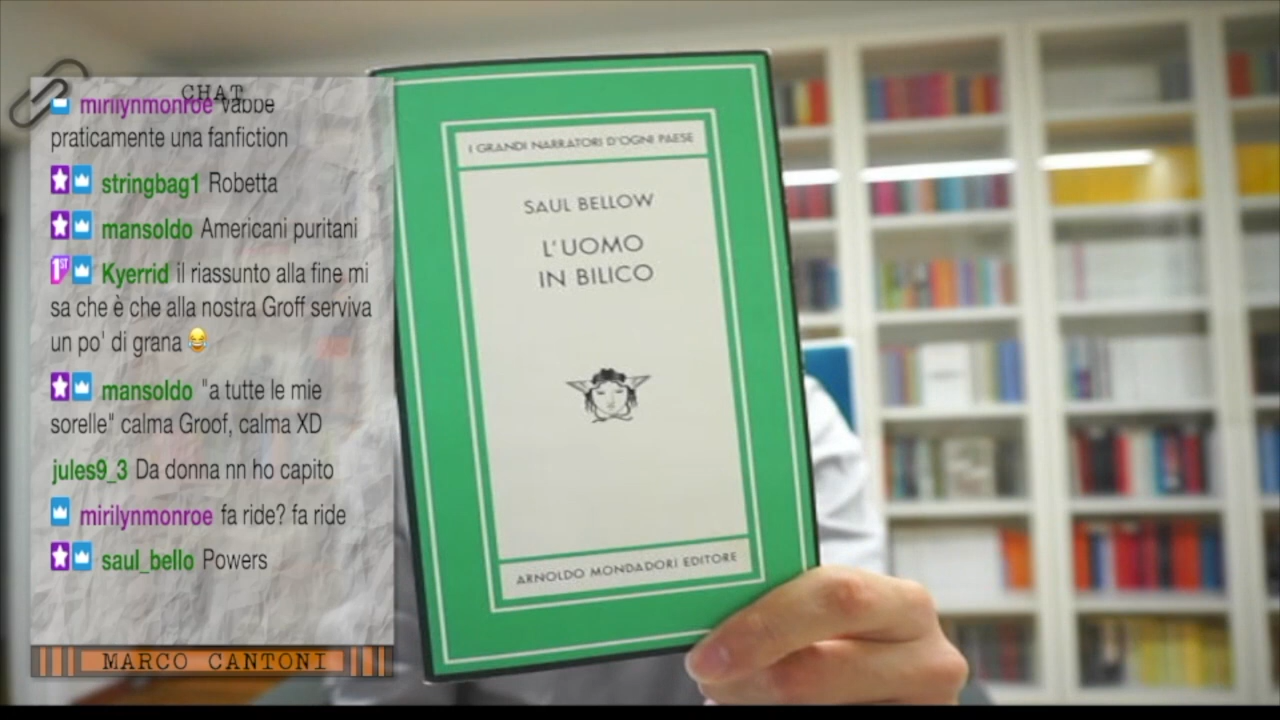 CHAT
mirilynmonroe vabbe
praticamente una fanfiction
stringbag1 Robetta
mansoldo Americani puritani
1ST Kyerrid il riassunto alla fine mi
sa che è che alla nostra Groff serviva
un po' di grana 😂
mansoldo "a tutte le mie
sorelle" calma Groof, calma XD
jules9_3 Da donna nn ho capito
mirilynmonroe fa ride? fa ride
saul_bello Powers
MARCO CANTONI
I GRANDI NARRATORI D'OGNI PAESE
SAUL BELLOW
L'UOMO
IN BILICO
ARNOLDO MONDADORI EDITORE